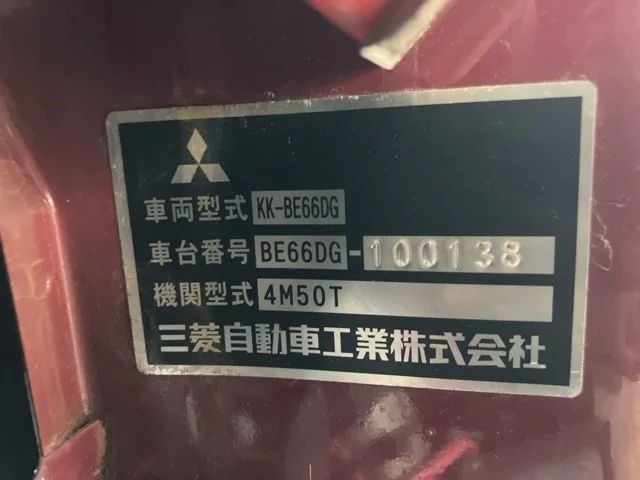 車両型式 KK-BE66DG
車台番号 BE66DG-100138
機関型式 4M50T
三菱自動車工業株式会社